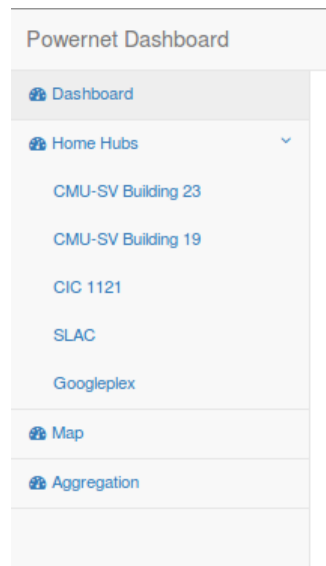 Powernet Dashboard
Dashboard
Home Hubs
CMU-SV Building 23
CMU-SV Building 19
CIC 1121
SLAC
Googleplex
Map
Aggregation